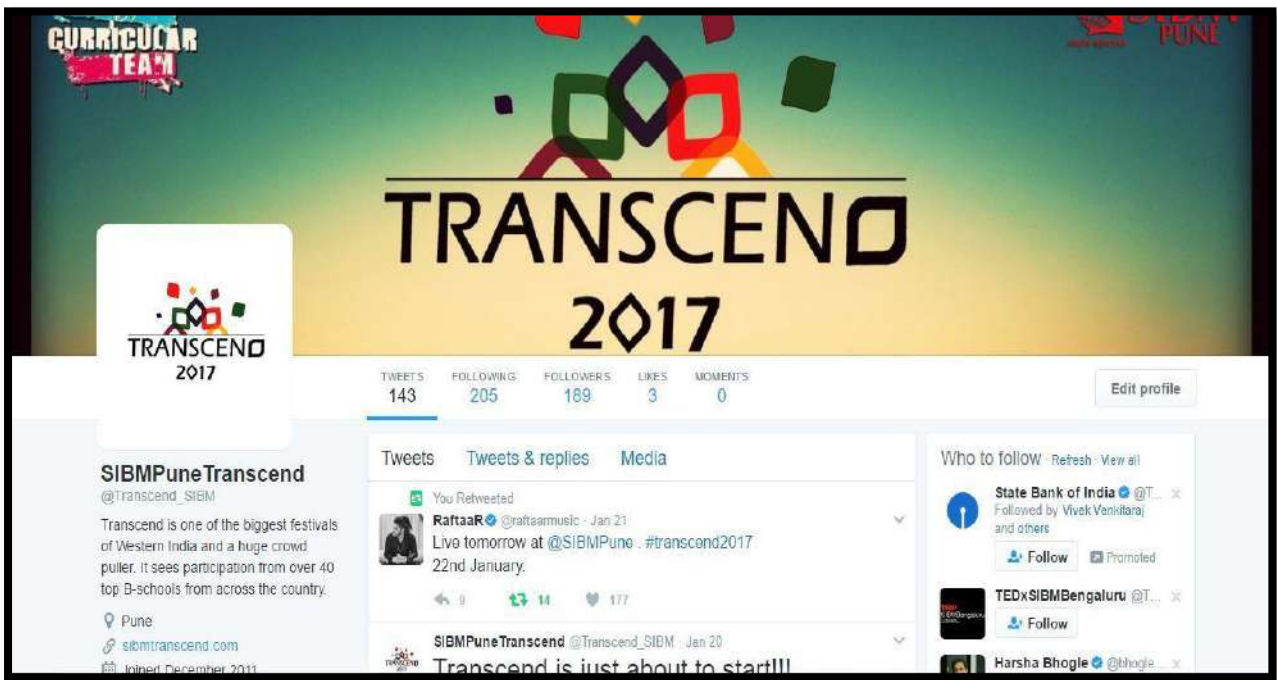 CURRICULAR
TEAM
PUNE
TRANSCEND
2017
TRANSCEND
2017
TWEETS
143
FOLLOWING
205
FOLLOWERS
189
LIKES
3
MOMENTS
0
Edit profile
SIBMPuneTranscend
@Transcend_SIBM
Transcend is one of the biggest festivals
of Western India and a huge crowd
puller. It sees participation from over 40
top B-schools from across the country.
Pune
sibmtranscend.com
Joined December 2011
Tweets Tweets & replies Media
You Retweeted
RaftaaR @raftaarmusic · Jan 21
Live tomorrow at @SIBMPune . #transcend2017
22nd January.
9 14 177
SIBMPuneTranscend @Transcend_SIBM · Jan 20
Transcend is just about to start!!!
Who to follow · Refresh · View all
State Bank of India @T...
Followed by Vivek Venkitaraj
and others
Follow Promoted
TEDxSIBMBengaluru @T...
Follow
Harsha Bhogle @bhogle...